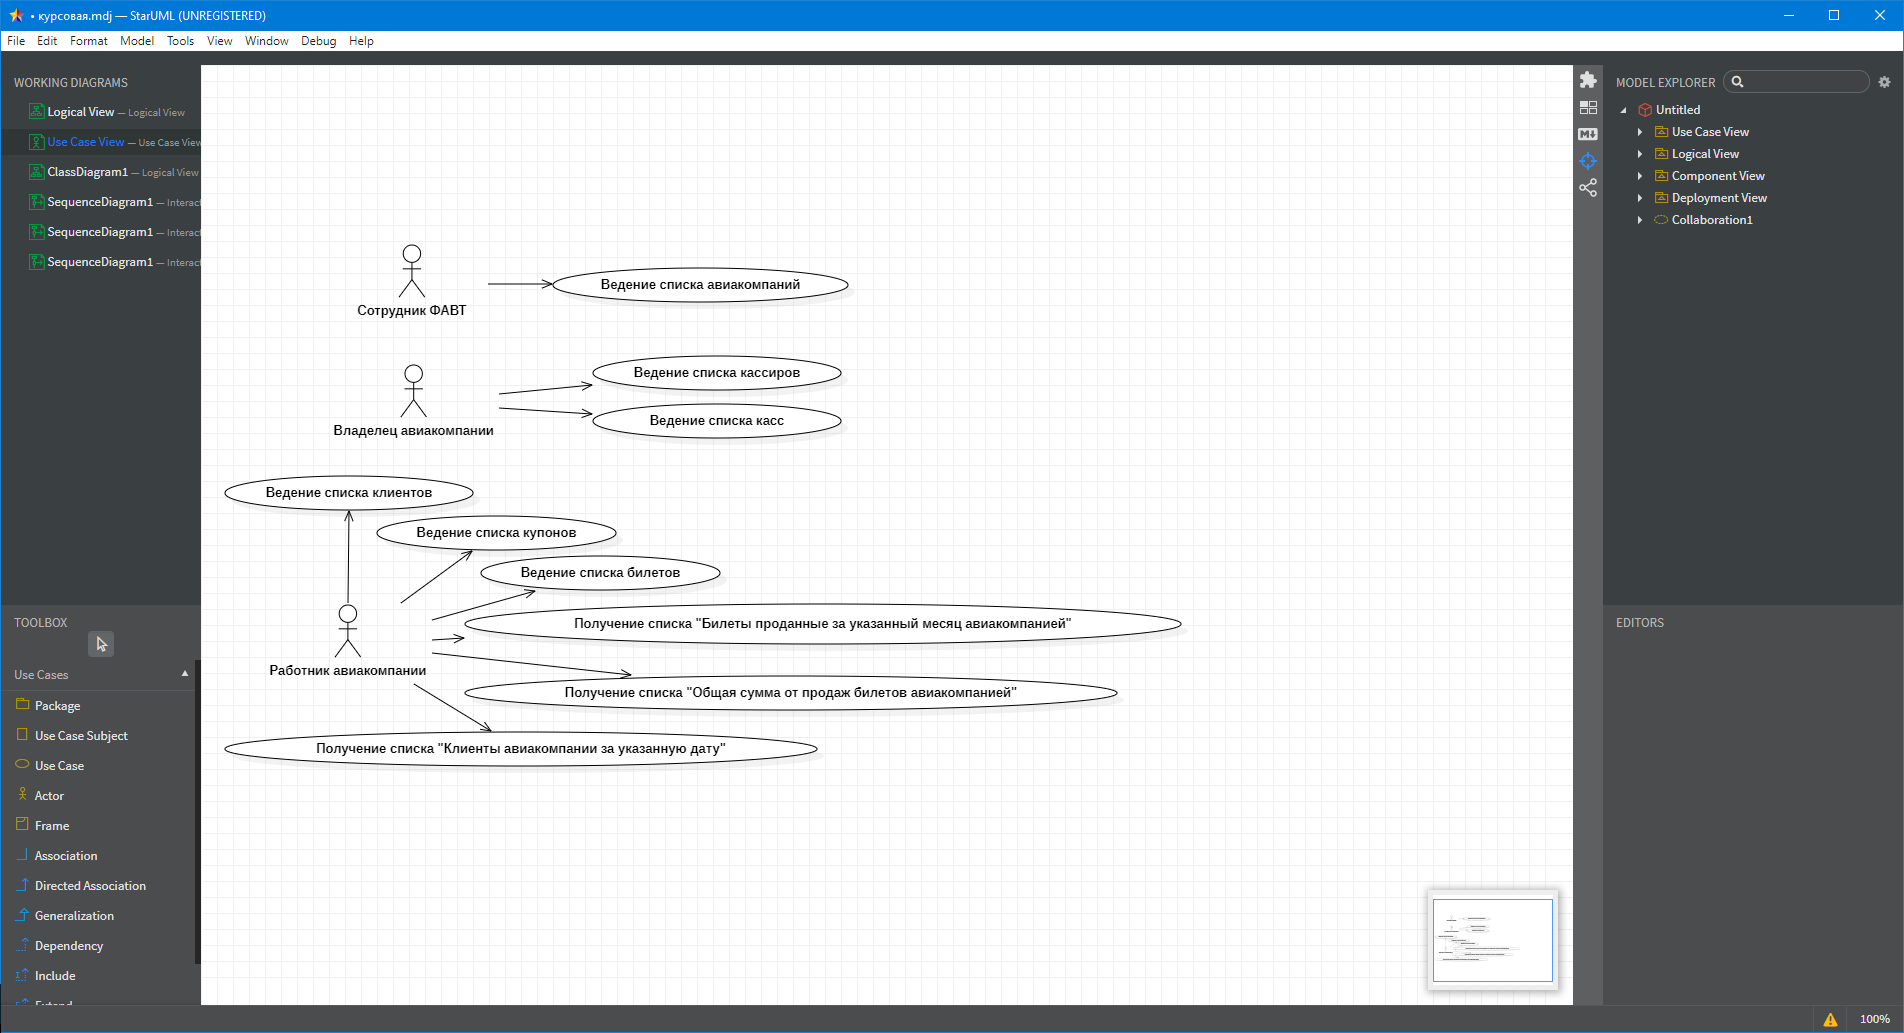 • курсовая.mdj — StarUML (UNREGISTERED)
File Edit Format Model Tools View Window Debug Help
WORKING DIAGRAMS
Logical View — Logical View
Use Case View — Use Case View
ClassDiagram1 — Logical View
SequenceDiagram1 — Interact
SequenceDiagram1 — Interact
SequenceDiagram1 — Interact
TOOLBOX
Use Cases
Package
Use Case Subject
Use Case
Actor
Frame
Association
Directed Association
Generalization
Dependency
Include
Extend
Сотрудник ФАВТ
Ведение списка авиакомпаний
Владелец авиакомпании
Ведение списка кассиров
Ведение списка касс
Ведение списка клиентов
Ведение списка купонов
Ведение списка билетов
Получение списка "Билеты проданные за указанный месяц авиакомпанией"
Работник авиакомпании
Получение списка "Общая сумма от продаж билетов авиакомпанией"
Получение списка "Клиенты авиакомпании за указанную дату"
MODEL EXPLORER
Untitled
Use Case View
Logical View
Component View
Deployment View
Collaboration1
EDITORS
100%